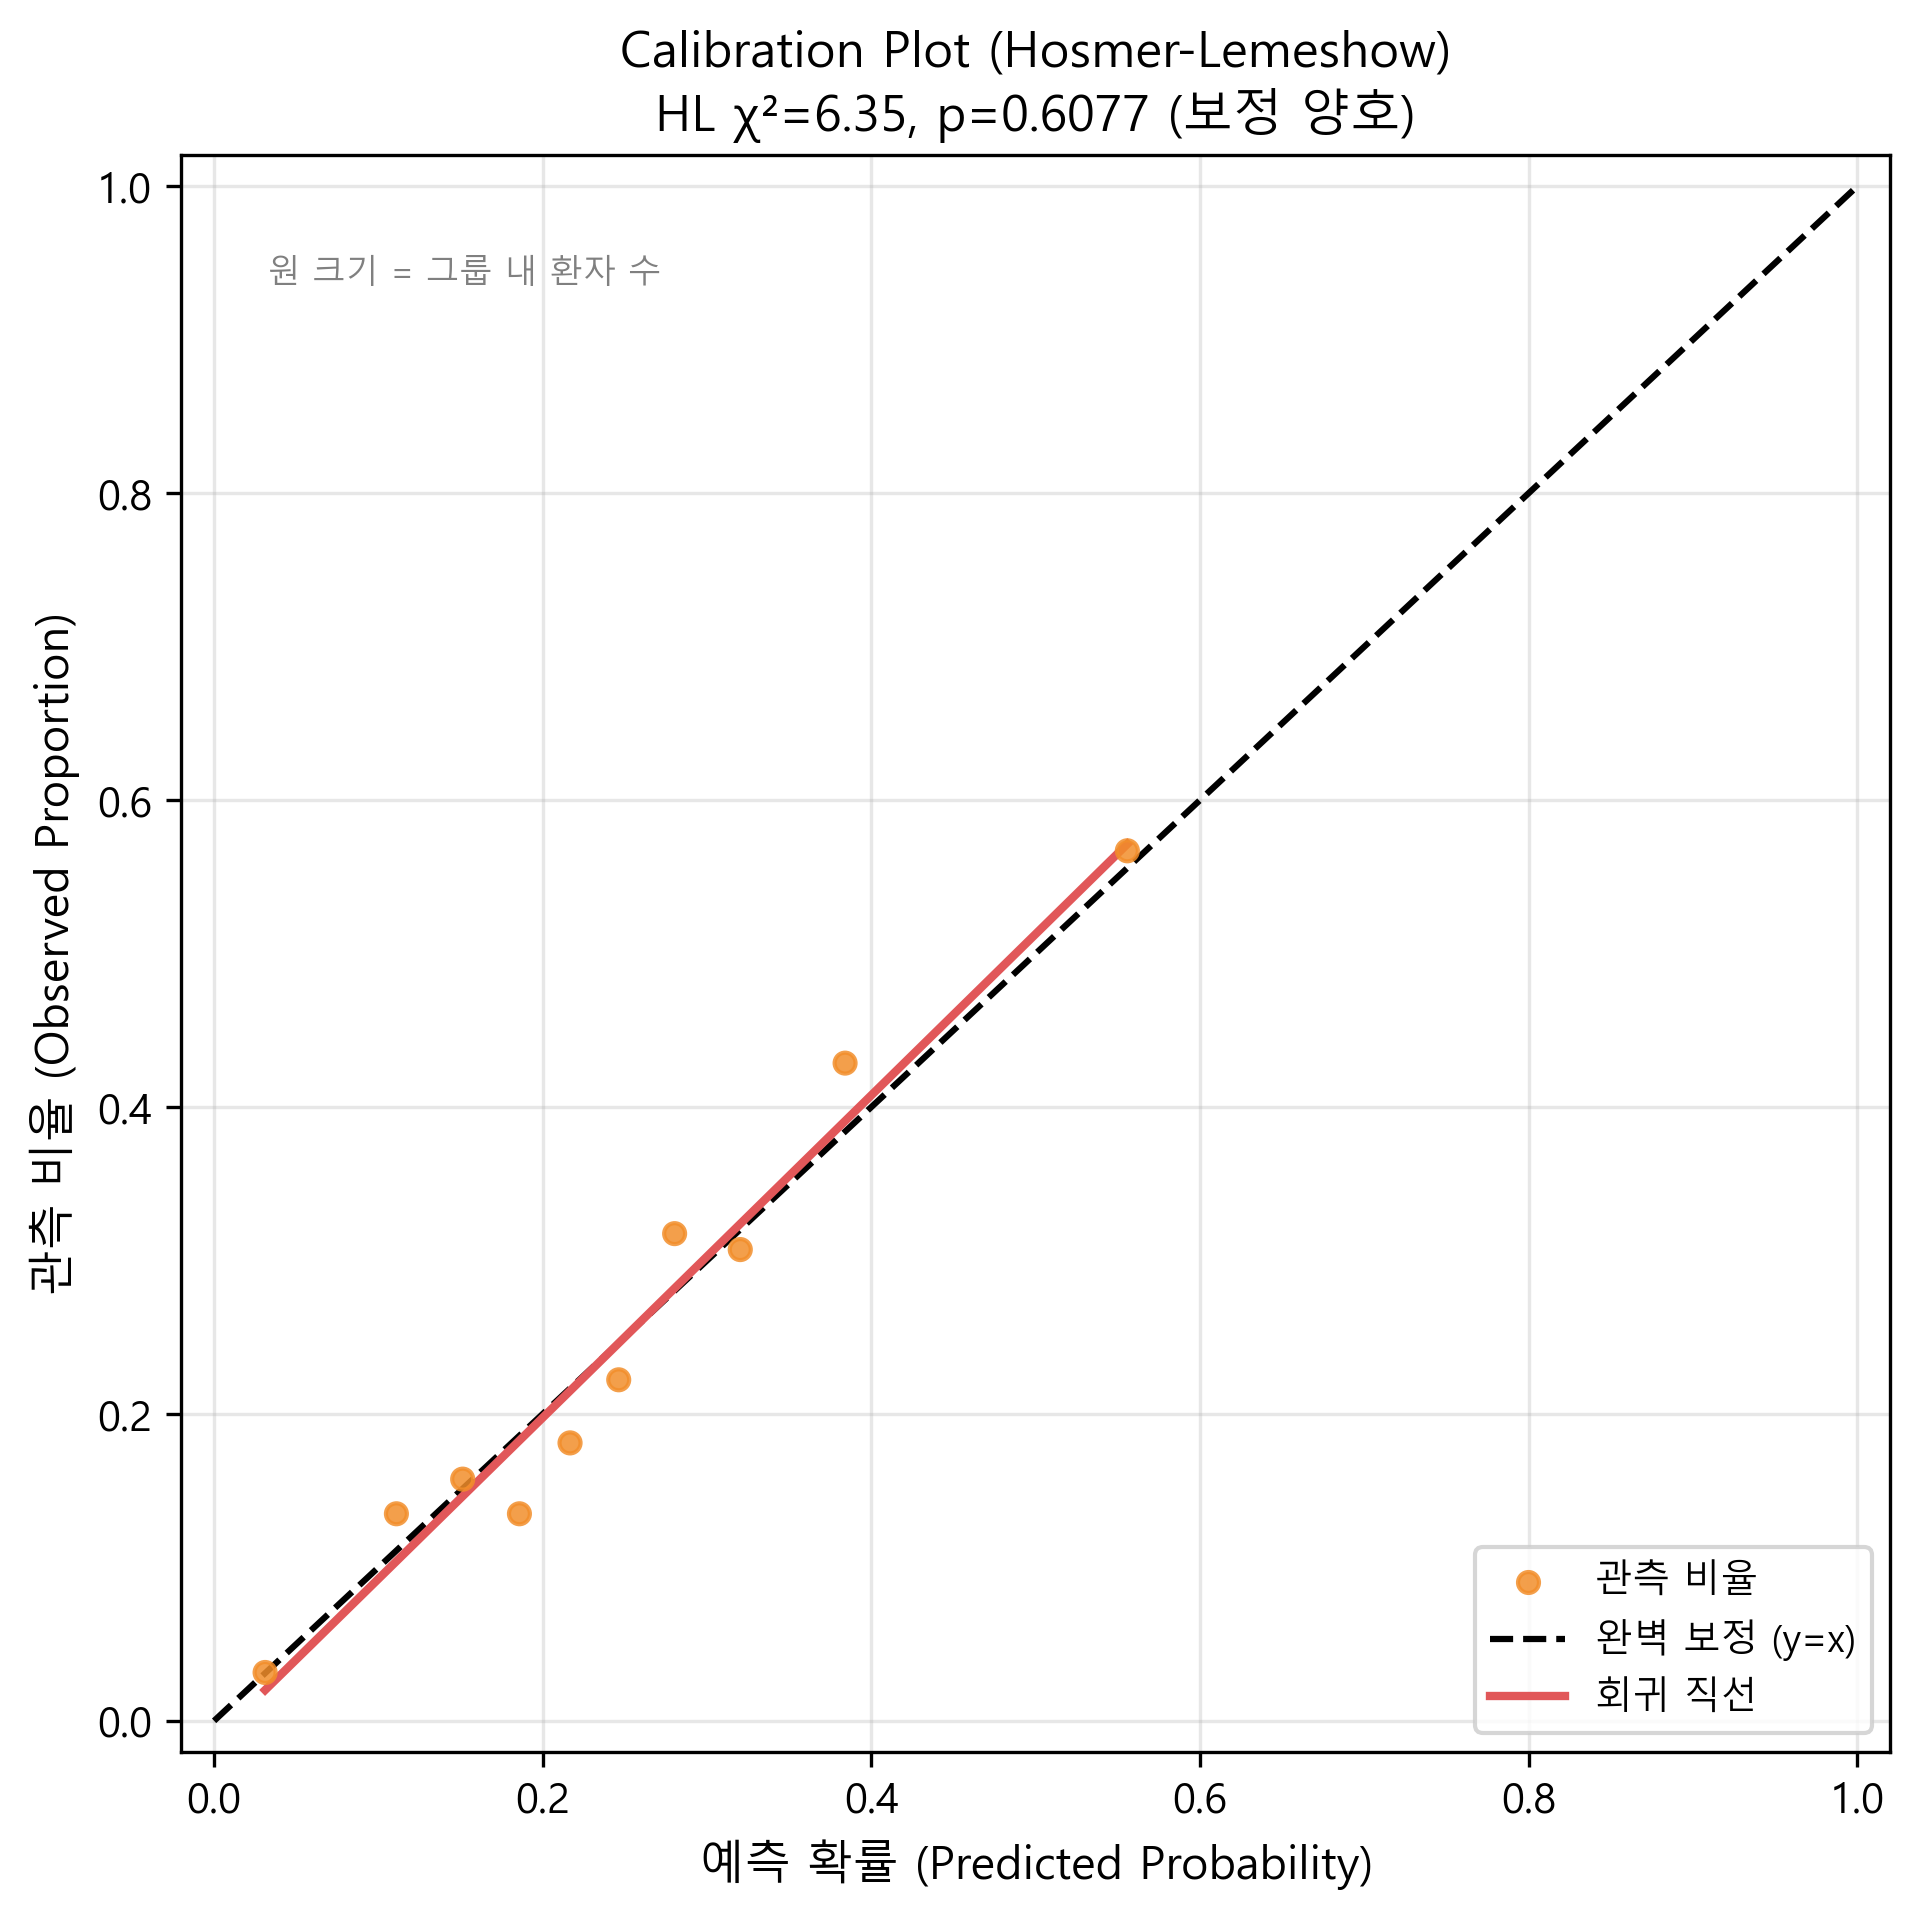 Calibration Plot (Hosmer-Lemeshow)
HL χ²=6.35, p=0.6077 (보정 양호)
원 크기 = 그룹 내 환자 수
관측 비율 (Observed Proportion)
1.0
0.8
0.6
0.4
0.2
0.0
관측 비율
완벽 보정 (y=x)
회귀 직선
0.0 0.2 0.4 0.6 0.8 1.0
예측 확률 (Predicted Probability)